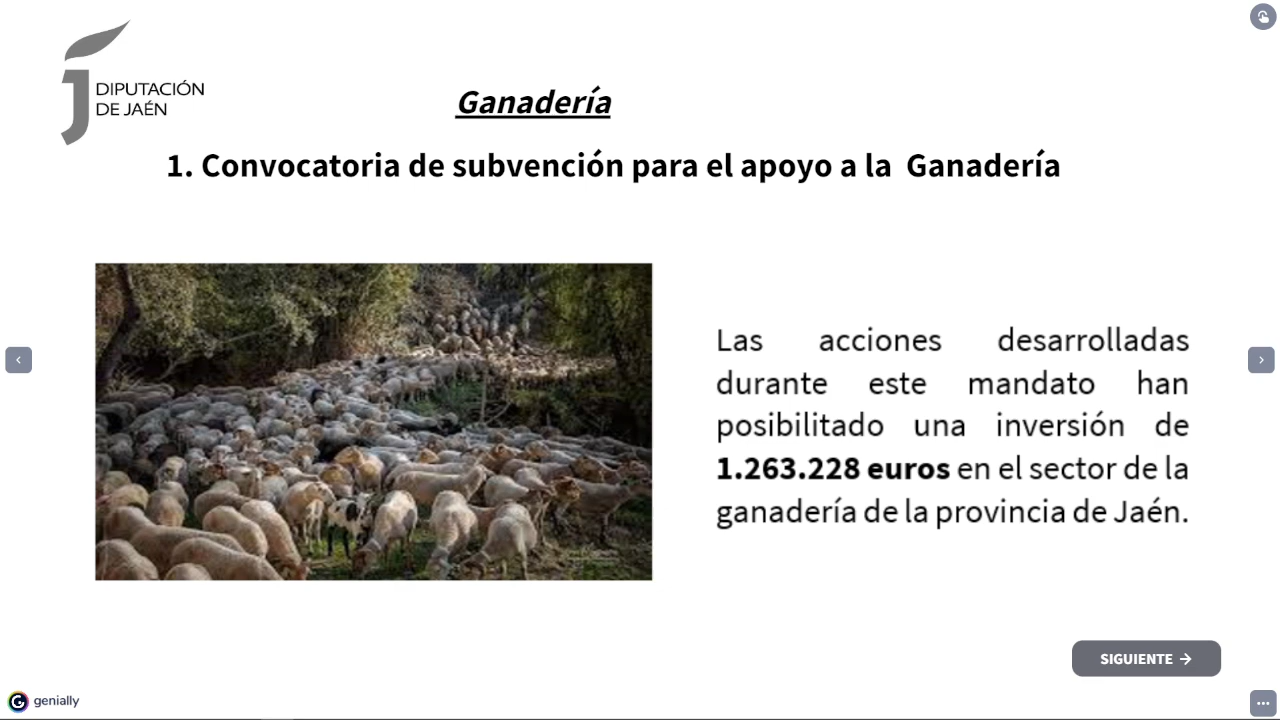 DIPUTACIÓN
DE JAÉN
Ganadería
1. Convocatoria de subvención para el apoyo a la  Ganadería
Las acciones desarrolladas
durante este mandato han
posibilitado una inversión de
1.263.228 euros en el sector de la
ganadería de la provincia de Jaén.
SIGUIENTE →
genially